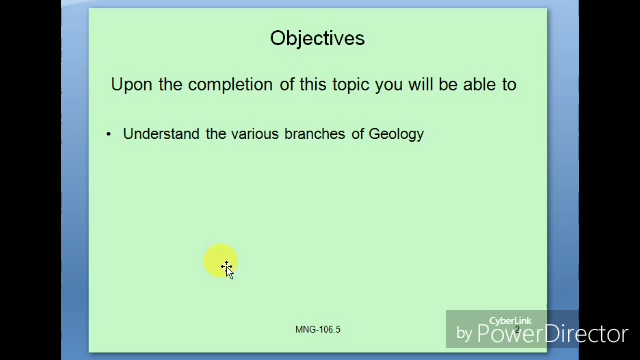 Objectives
Upon the completion of this topic you will be able to
• Understand the various branches of Geology
MNG-106.5
CyberLink
by PowerDirector